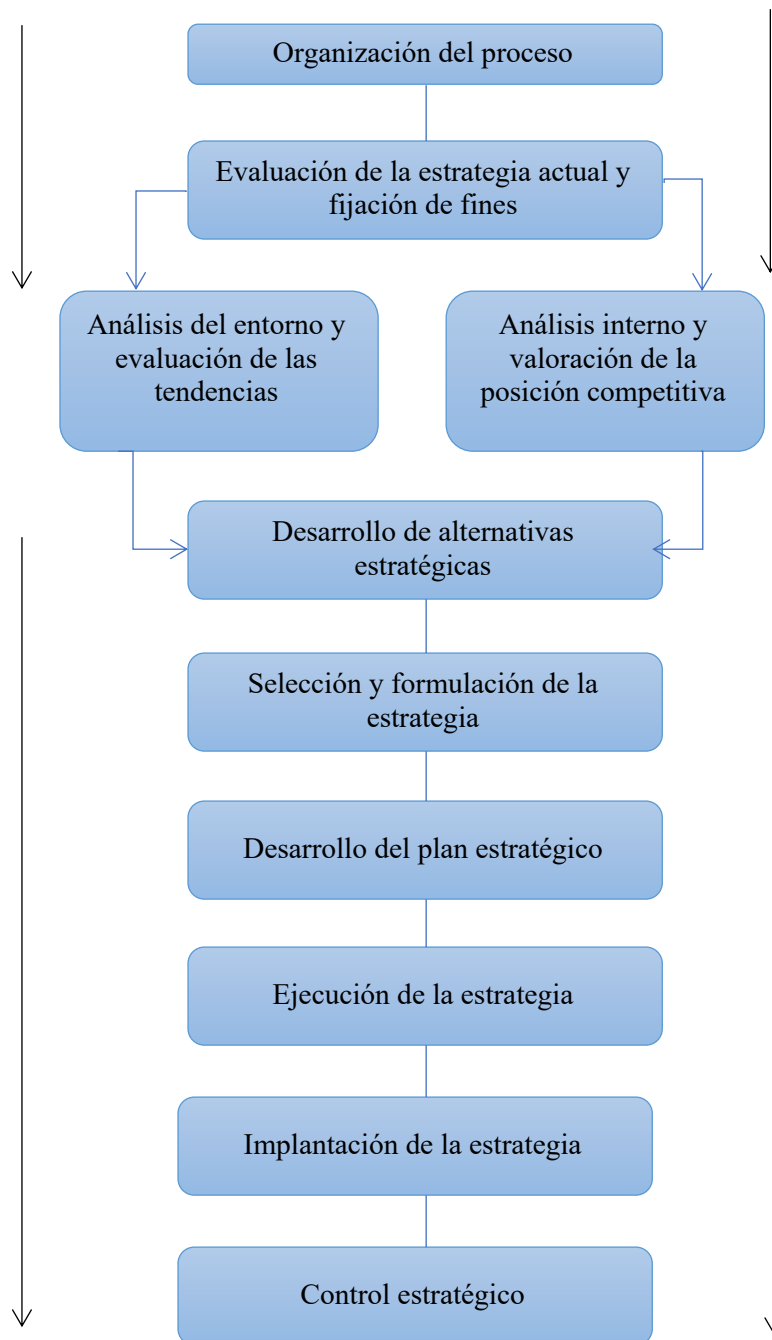 Organización del proceso
Evaluación de la estrategia actual y
fijación de fines
Análisis del entorno y
evaluación de las
tendencias
Análisis interno y
valoración de la
posición competitiva
Desarrollo de alternativas
estratégicas
Selección y formulación de la
estrategia
Desarrollo del plan estratégico
Ejecución de la estrategia
Implantación de la estrategia
Control estratégico